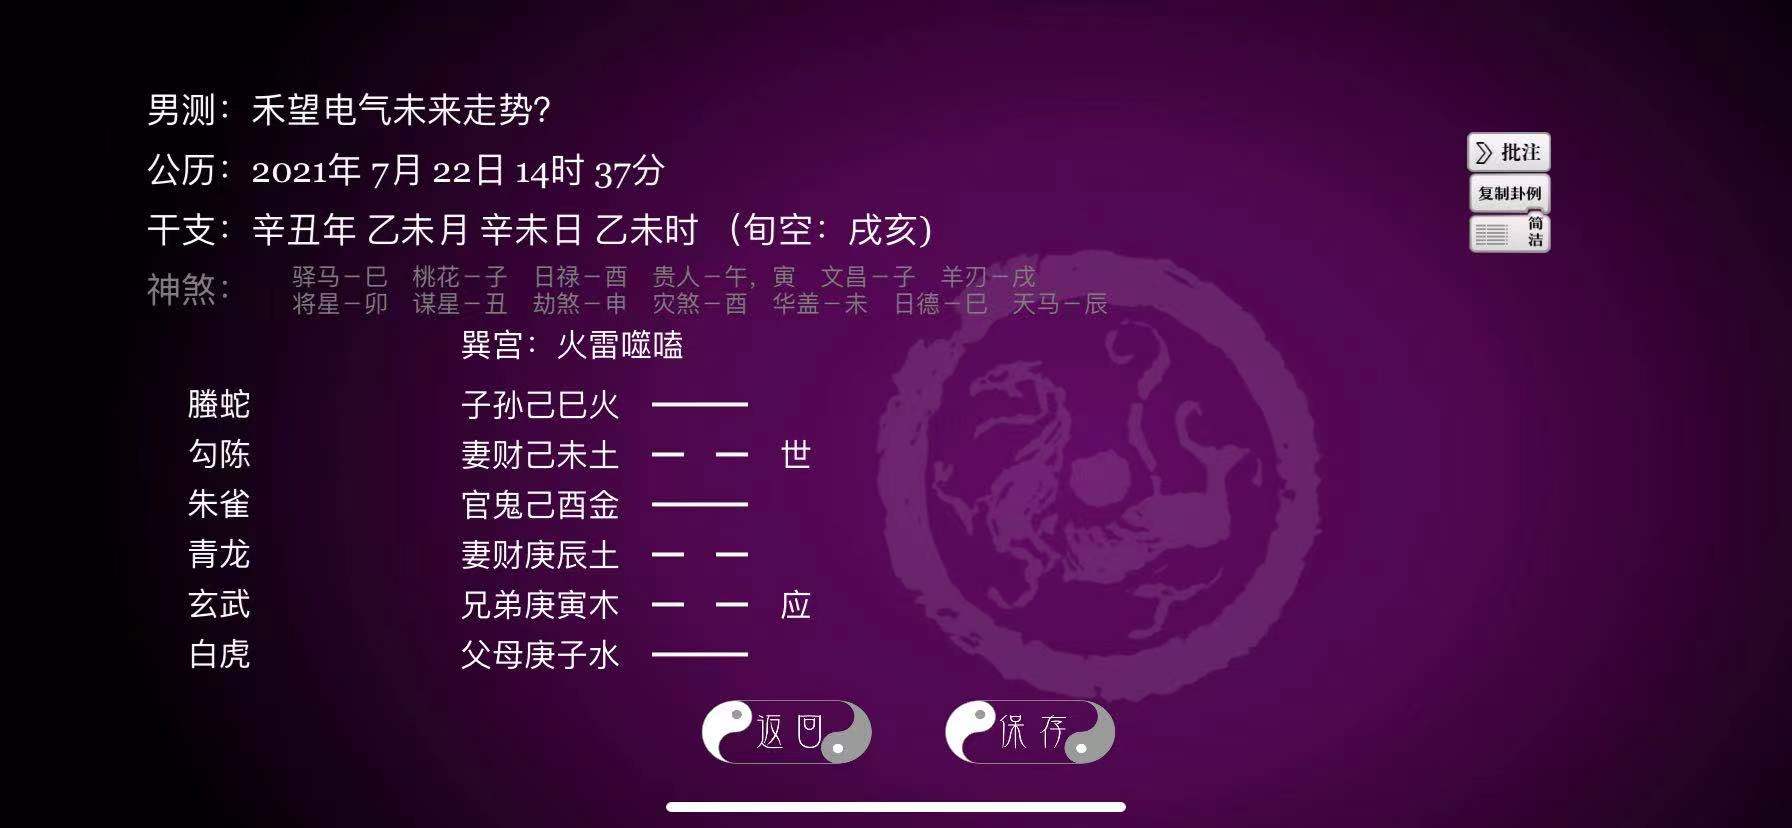 男测：禾望电气未来走势?
公历：2021年 7月 22日 14时 37分
干支：辛丑年 乙未月 辛未日 乙未时 （旬空：戌亥）
神煞：
驿马－巳 桃花－子 日禄－酉 贵人－午，寅 文昌－子 羊刃－戌
将星－卯 谋星－丑 劫煞－申 灾煞－酉 华盖－未 日德－巳 天马－辰
巽宫：火雷噬嗑
螣蛇 子孙己巳火
勾陈 妻财己未土 世
朱雀 官鬼己酉金
青龙 妻财庚辰土
玄武 兄弟庚寅木 应
白虎 父母庚子水
批注
复制卦例
简洁
返回
保存